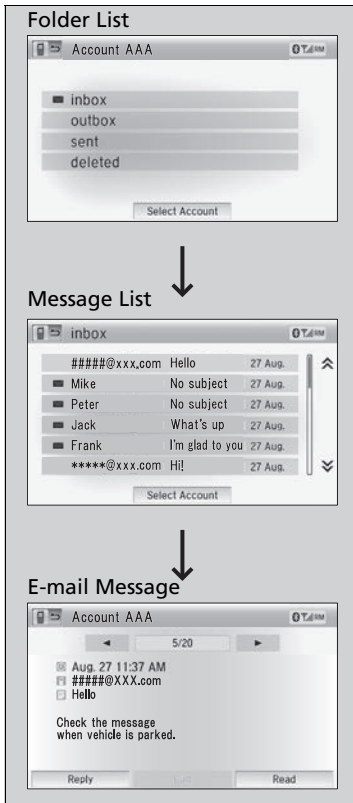 Folder List
Account AAA
inbox
outbox
sent
deleted
Select Account
Message List
inbox
#####@xxx.com Hello 27 Aug.
Mike No subject 27 Aug.
Peter No subject 27 Aug.
Jack What's up 27 Aug.
Frank I'm glad to you 27 Aug.
*****@xxx.com Hi! 27 Aug.
Select Account
E-mail Message
Account AAA
5/20
Aug. 27 11:37 AM
#####@XXX.com
Hello
Check the message
when vehicle is parked.
Reply Call Read